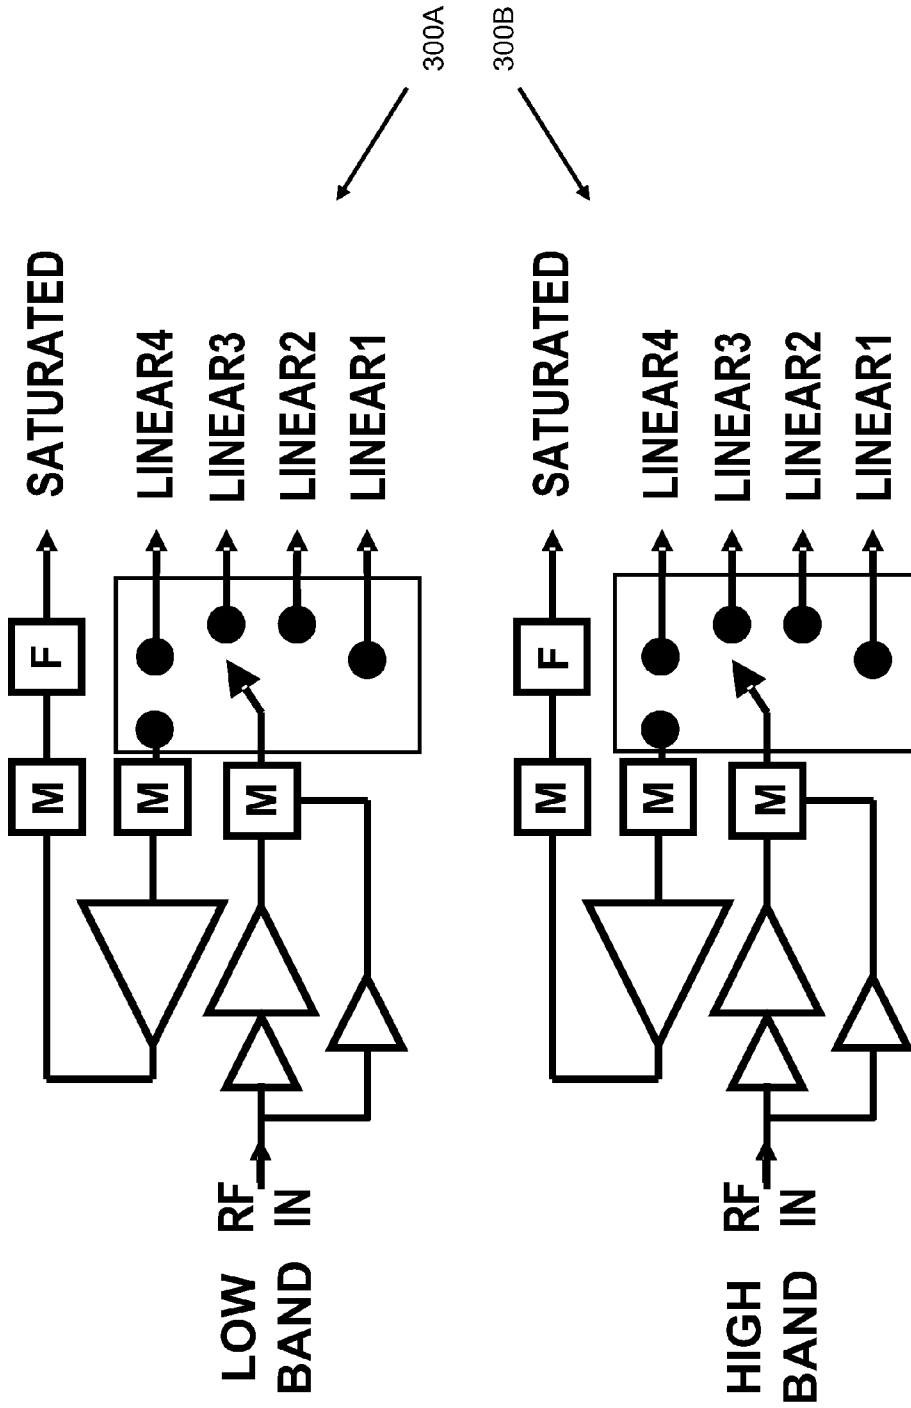 300A
300B
SATURATED
LINEAR4
LINEAR3
LINEAR2
LINEAR1
F
M
M
M
LOW
BAND
RF
IN
SATURATED
LINEAR4
LINEAR3
LINEAR2
LINEAR1
F
M
M
M
HIGH
BAND
RF
IN